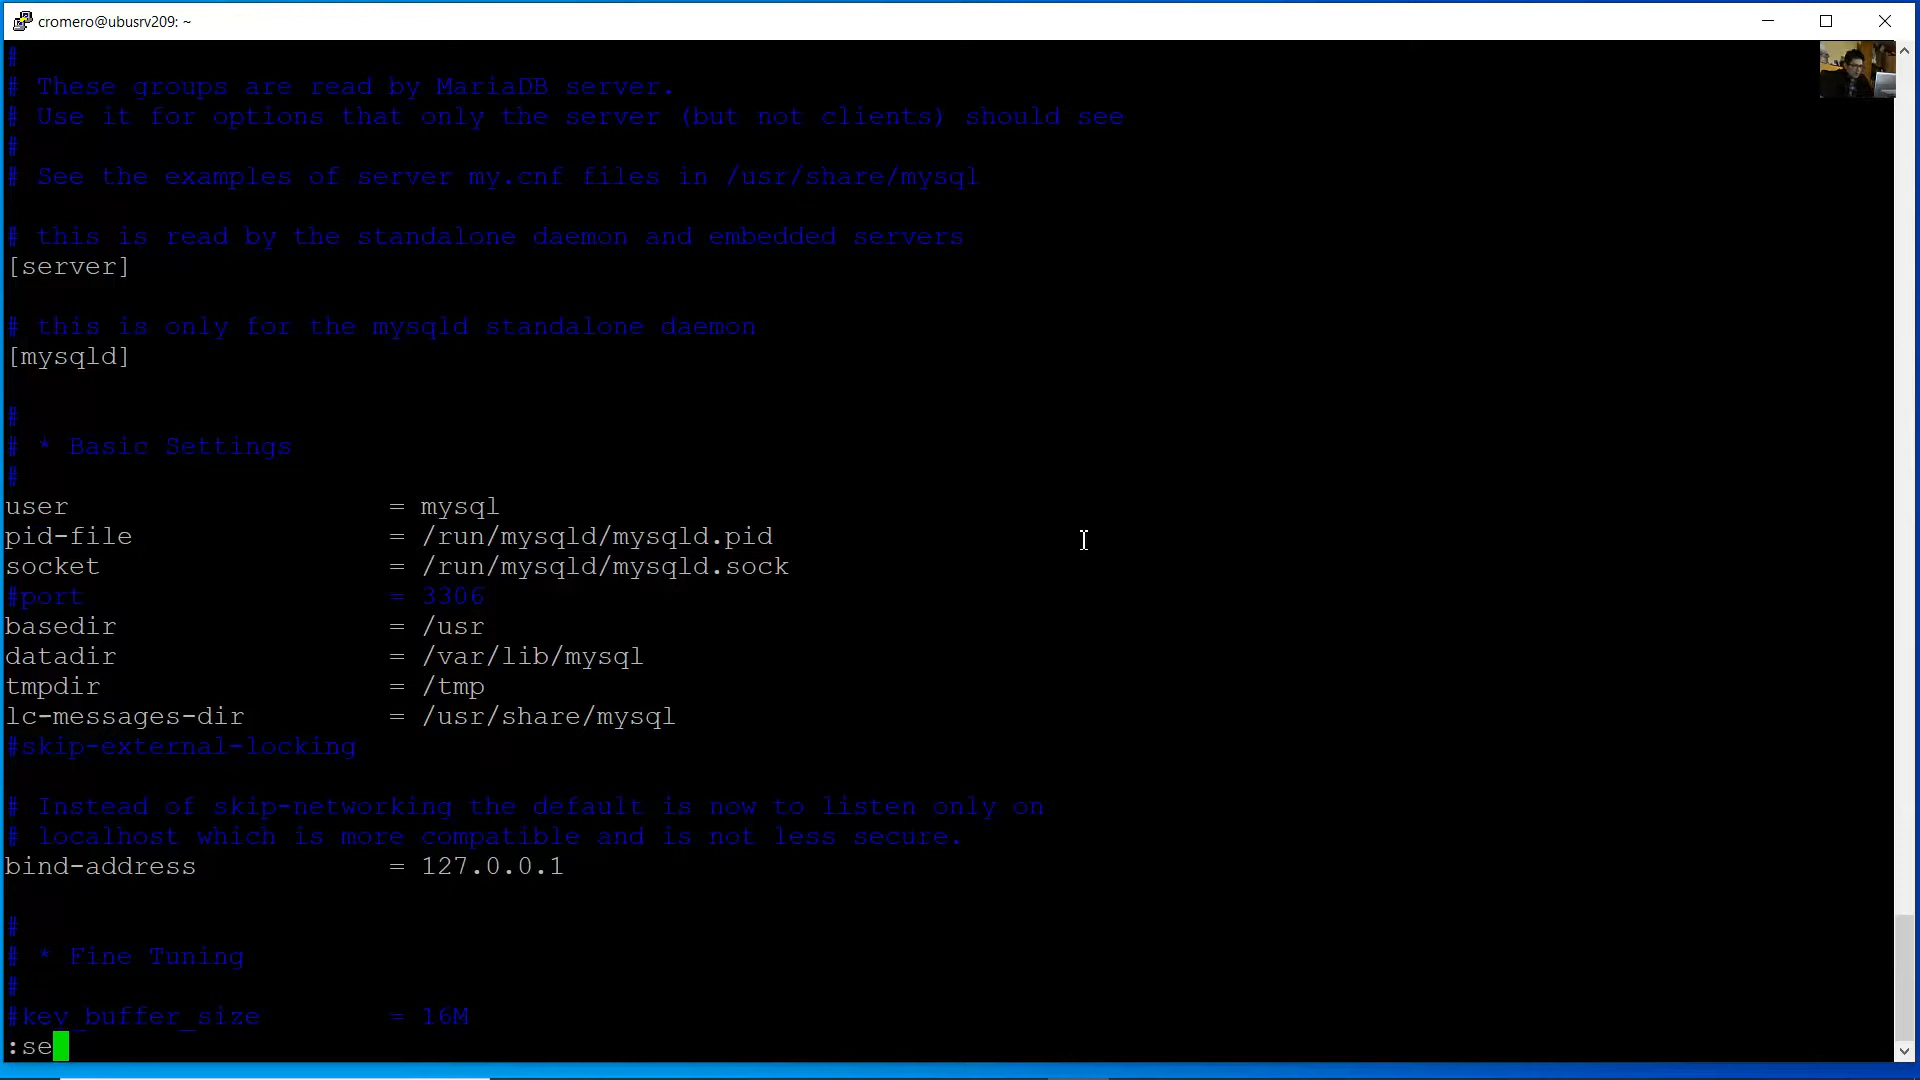 cromero@ubusrv209: ~
#
# These groups are read by MariaDB server.
# Use it for options that only the server (but not clients) should see
#
# See the examples of server my.cnf files in /usr/share/mysql
# this is read by the standalone daemon and embedded servers
[server]
# this is only for the mysqld standalone daemon
[mysqld]
#
# * Basic Settings
#
user = mysql
pid-file = /run/mysqld/mysqld.pid
socket = /run/mysqld/mysqld.sock
#port = 3306
basedir = /usr
datadir = /var/lib/mysql
tmpdir = /tmp
lc-messages-dir = /usr/share/mysql
#skip-external-locking
# Instead of skip-networking the default is now to listen only on
# localhost which is more compatible and is not less secure.
bind-address = 127.0.0.1
#
# * Fine Tuning
#
#key_buffer_size = 16M
:se